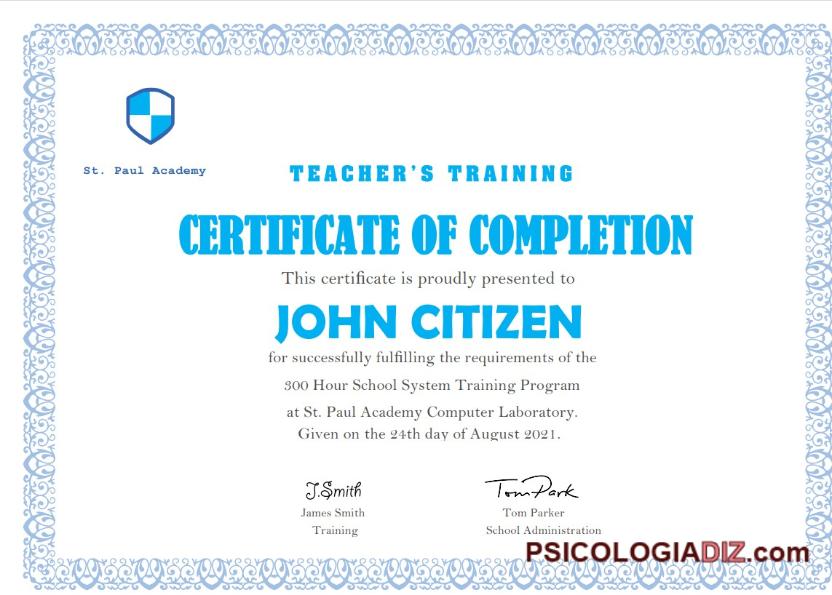 St. Paul Academy
TEACHER'S TRAINING
CERTIFICATE OF COMPLETION
This certificate is proudly presented to
JOHN CITIZEN
for successfully fulfilling the requirements of the
300 Hour School System Training Program
at St. Paul Academy Computer Laboratory.
Given on the 24th day of August 2021.
J.Smith
James Smith
Training
Tom Park
Tom Parker
School Administration
PSICOLOGIADIZ.com